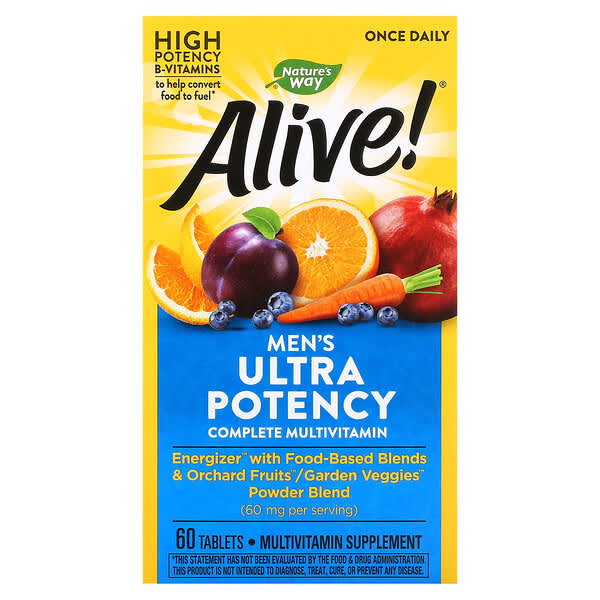 HIGH
POTENCY
B-VITAMINS
to help convert
food to fuel*
ONCE DAILY
Nature's
Way
Alive!®
MEN'S
ULTRA
POTENCY
COMPLETE MULTIVITAMIN
Energizer™ with Food-Based Blends
& Orchard Fruits™/Garden Veggies™
Powder Blend
(60 mg per serving)
60 TABLETS • MULTIVITAMIN SUPPLEMENT
*THIS STATEMENT HAS NOT BEEN EVALUATED BY THE FOOD & DRUG ADMINISTRATION.
THIS PRODUCT IS NOT INTENDED TO DIAGNOSE, TREAT, CURE, OR PREVENT ANY DISEASE.